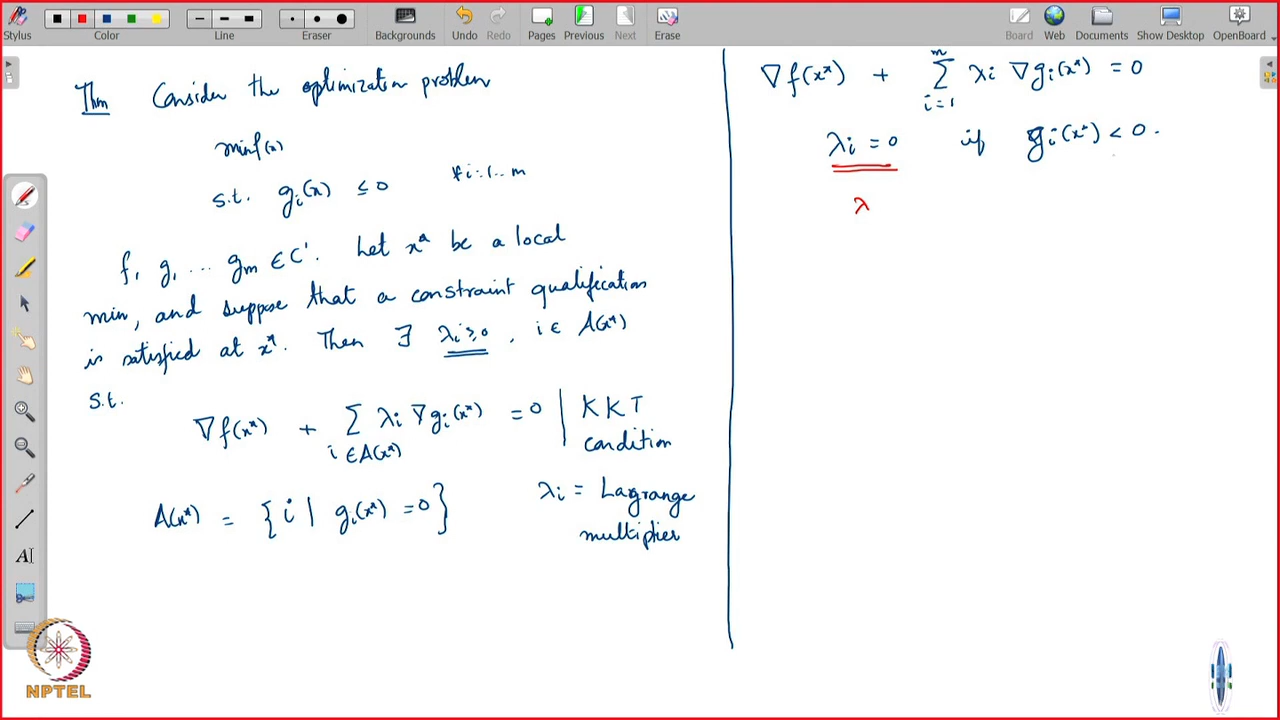 Stylus
Color
Line
Eraser
Backgrounds
Undo
Redo
Pages
Previous
Next
Erase
Board
Web
Documents
Show Desktop
OpenBoard
Thm Consider the optimization problem
min f(x)
s.t. gᵢ(x) ≤ 0 ∀ i=1...m
f, g₁ ... gₘ ∈ C¹. Let x* be a local
min, and suppose that a constraint qualification
is satisfied at x*. Then ∃ λᵢ≥0, i ∈ A(x*)
s.t.
∇f(x*) + Σ_{i∈A(x*)} λᵢ ∇gᵢ(x*) = 0 | KKT
condition
A(x*) = { i | gᵢ(x*) = 0 }
λᵢ = Lagrange
multiplier
∇f(x*) + Σ_{i=1}^{m} λᵢ ∇gᵢ(x*) = 0
λᵢ = 0 if gᵢ(x*) < 0.
λ
NPTEL